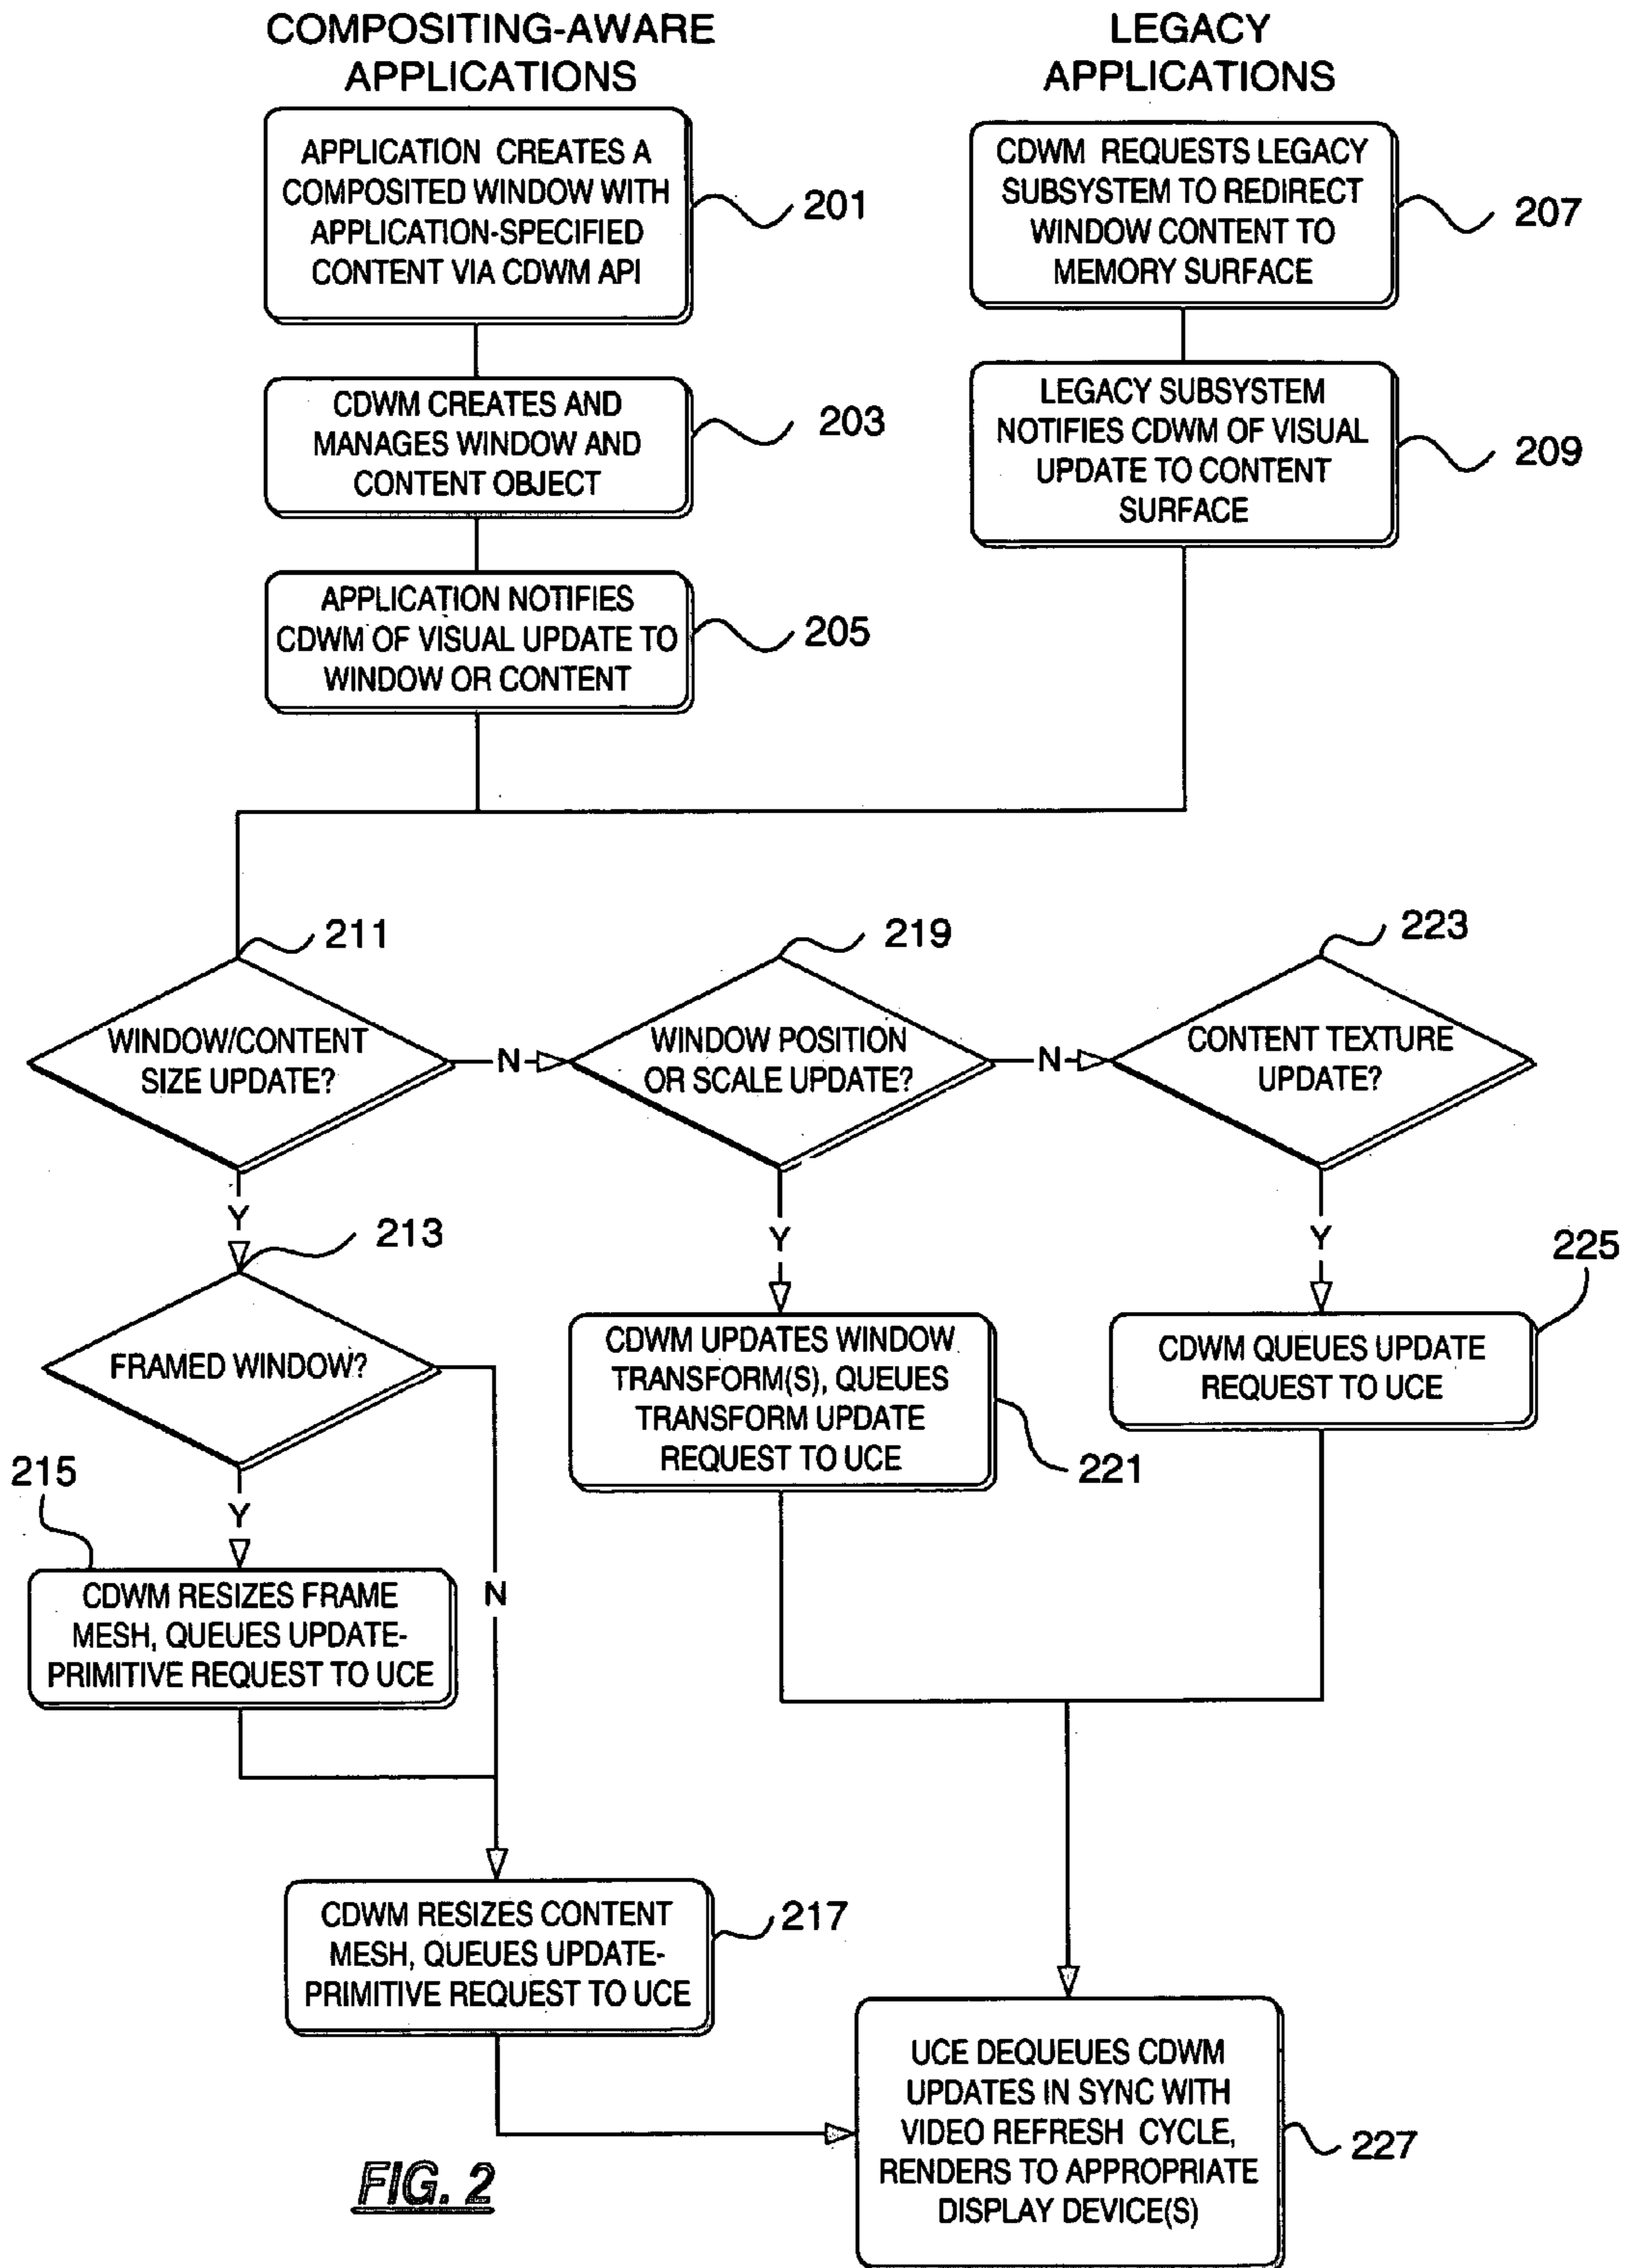 COMPOSITING-AWARE
APPLICATIONS
LEGACY
APPLICATIONS
APPLICATION CREATES A
COMPOSITED WINDOW WITH
APPLICATION-SPECIFIED
CONTENT VIA CDWM API
201
CDWM REQUESTS LEGACY
SUBSYSTEM TO REDIRECT
WINDOW CONTENT TO
MEMORY SURFACE
207
CDWM CREATES AND
MANAGES WINDOW AND
CONTENT OBJECT
203
LEGACY SUBSYSTEM
NOTIFIES CDWM OF VISUAL
UPDATE TO CONTENT
SURFACE
209
APPLICATION NOTIFIES
CDWM OF VISUAL UPDATE TO
WINDOW OR CONTENT
205
211
WINDOW/CONTENT
SIZE UPDATE?
N
219
WINDOW POSITION
OR SCALE UPDATE?
N
223
CONTENT TEXTURE
UPDATE?
Y
Y
Y
213
FRAMED WINDOW?
CDWM UPDATES WINDOW
TRANSFORM(S), QUEUES
TRANSFORM UPDATE
REQUEST TO UCE
221
225
CDWM QUEUES UPDATE
REQUEST TO UCE
Y
N
215
CDWM RESIZES FRAME
MESH, QUEUES UPDATE-
PRIMITIVE REQUEST TO UCE
CDWM RESIZES CONTENT
MESH, QUEUES UPDATE-
PRIMITIVE REQUEST TO UCE
217
UCE DEQUEUES CDWM
UPDATES IN SYNC WITH
VIDEO REFRESH CYCLE,
RENDERS TO APPROPRIATE
DISPLAY DEVICE(S)
227
FIG. 2